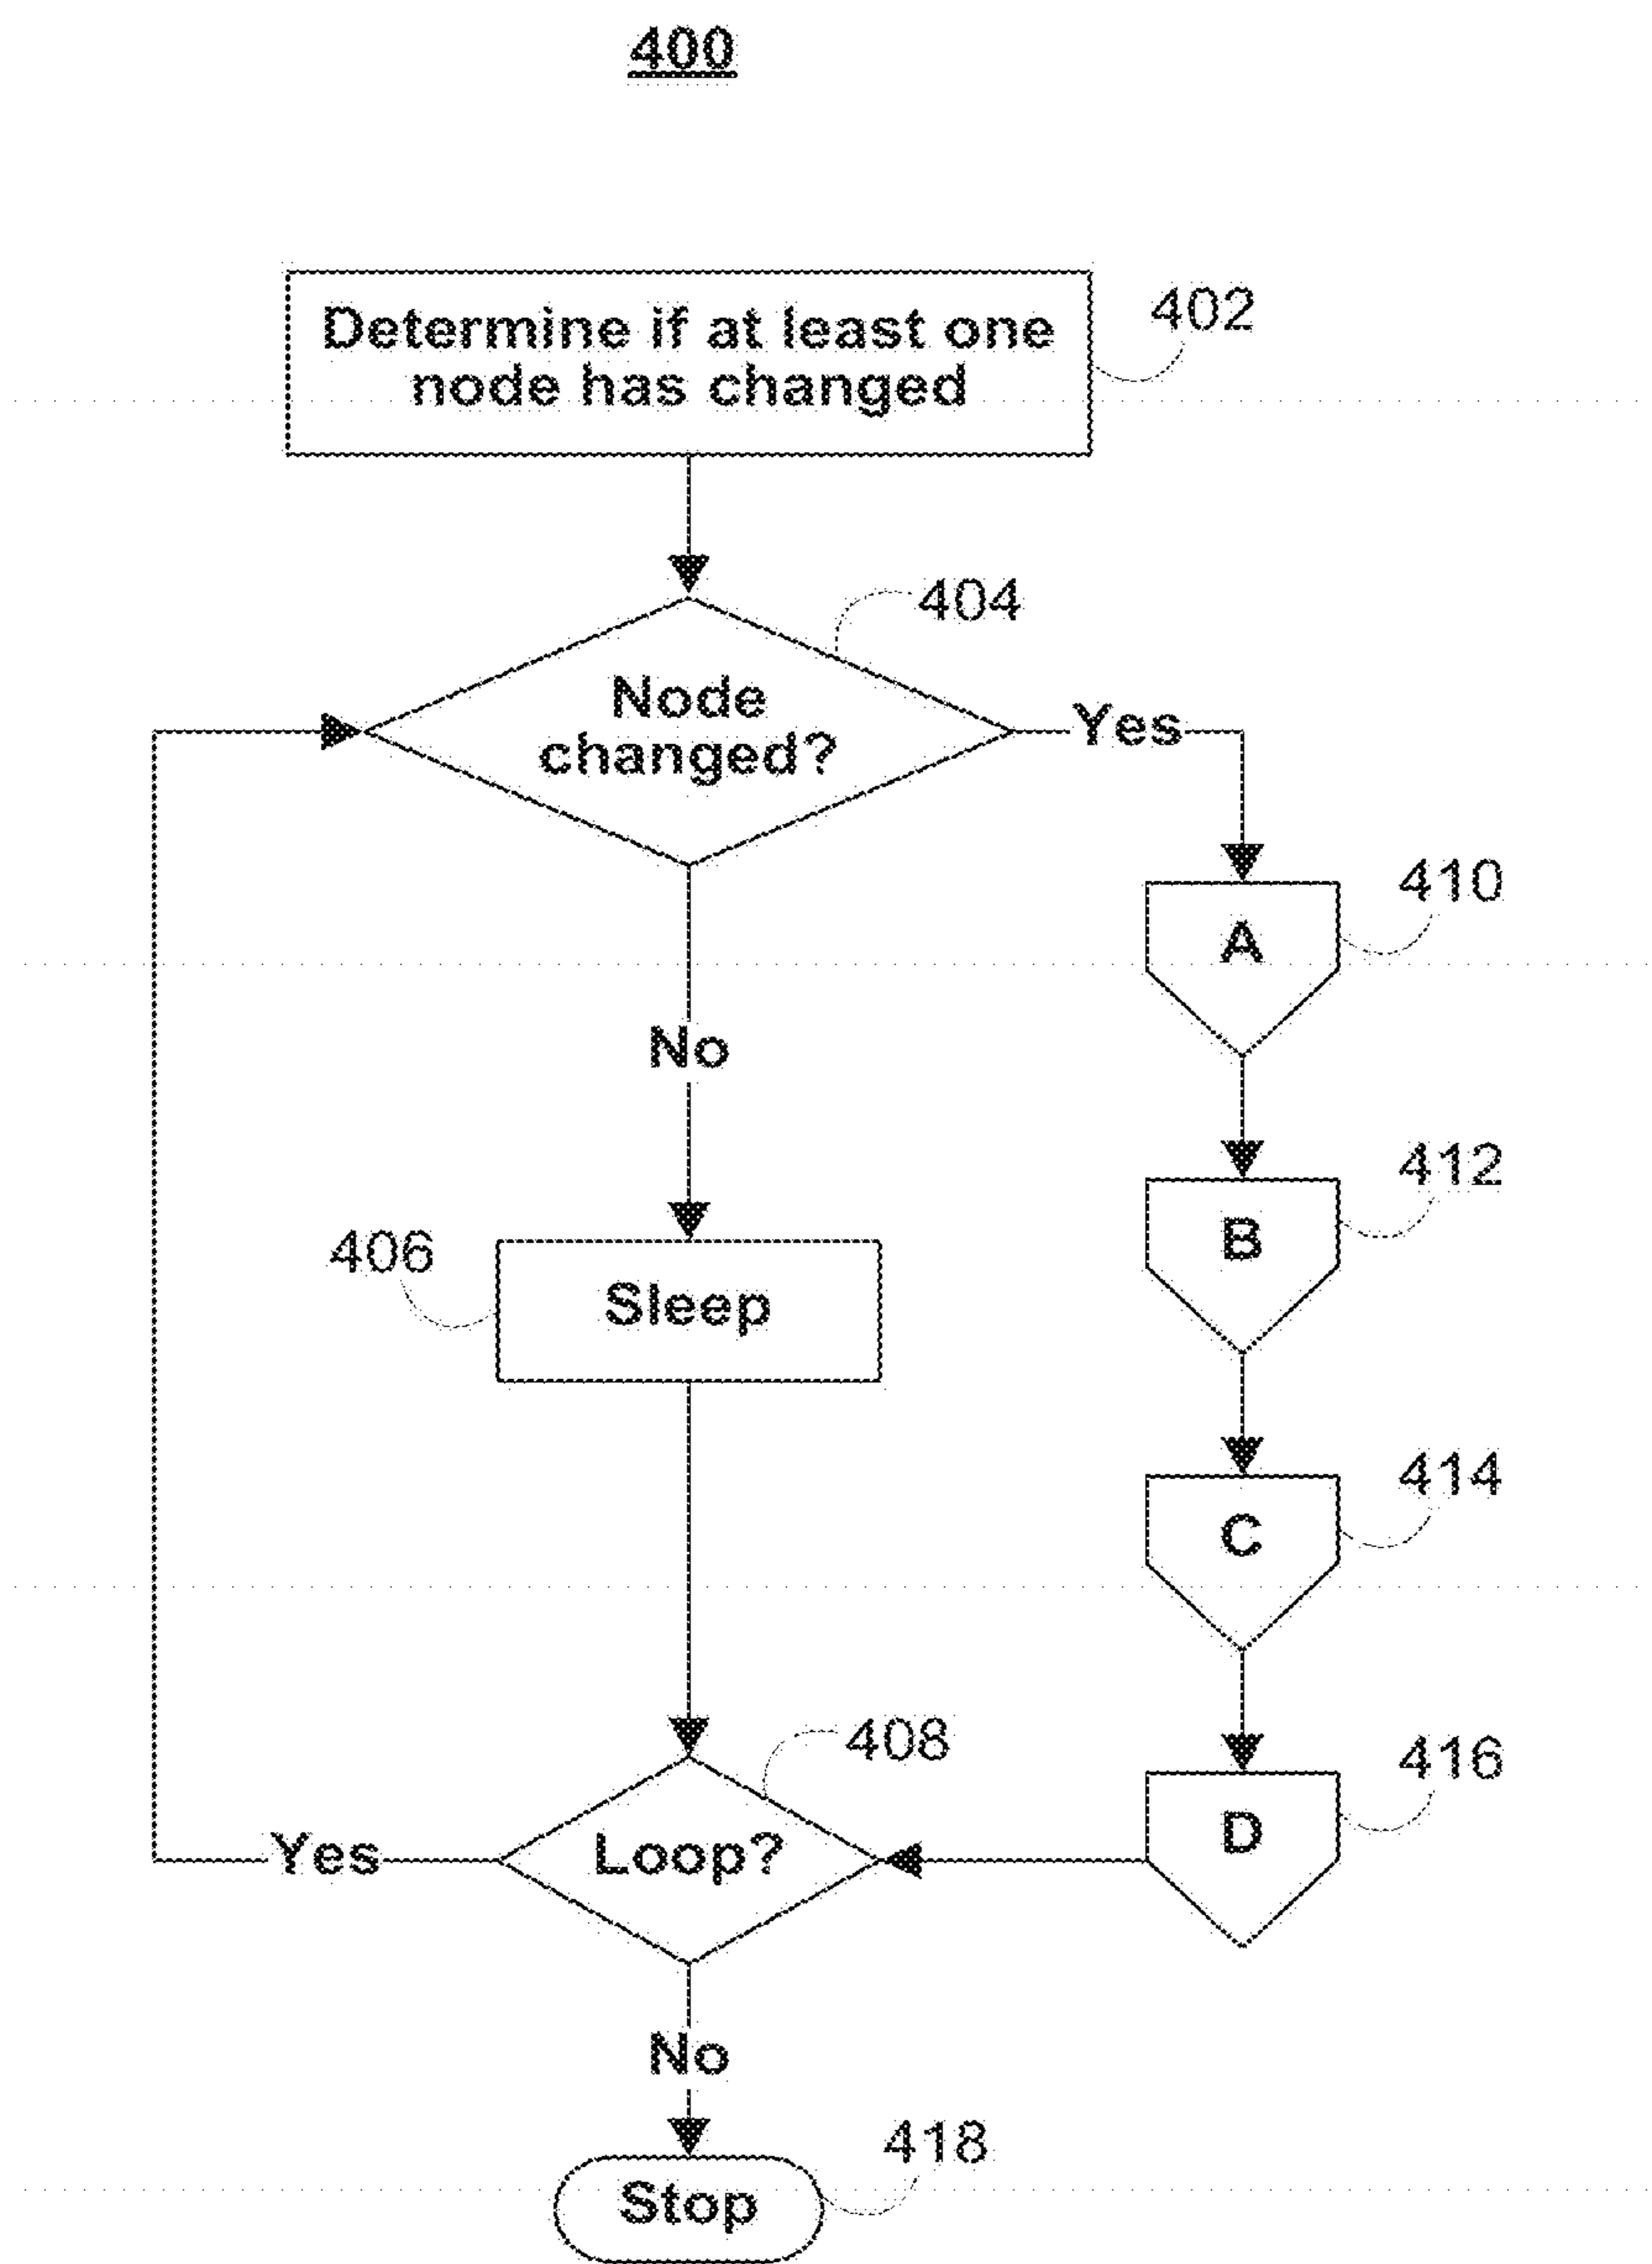 400
Determine if at least one
node has changed
402
404
Node
changed?
Yes
410
A
No
412
B
406
Sleep
414
C
408
416
Yes
Loop?
D
No
418
Stop